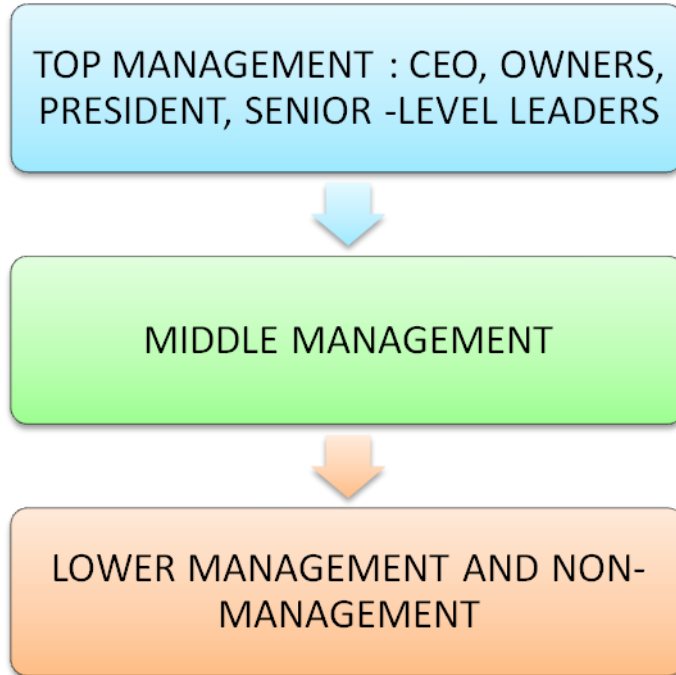 TOP MANAGEMENT : CEO, OWNERS,
PRESIDENT, SENIOR -LEVEL LEADERS
MIDDLE MANAGEMENT
LOWER MANAGEMENT AND NON-
MANAGEMENT